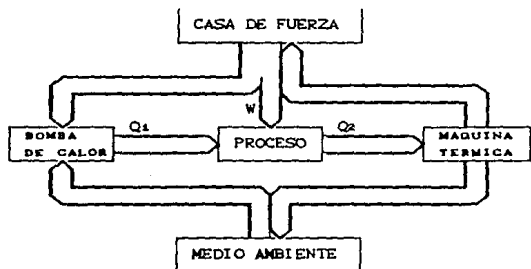 CASA DE FUERZA
W
Q1
Q2
BOMBA
DE CALOR
PROCESO
MAQUINA
TERMICA
MEDIO AMBIENTE